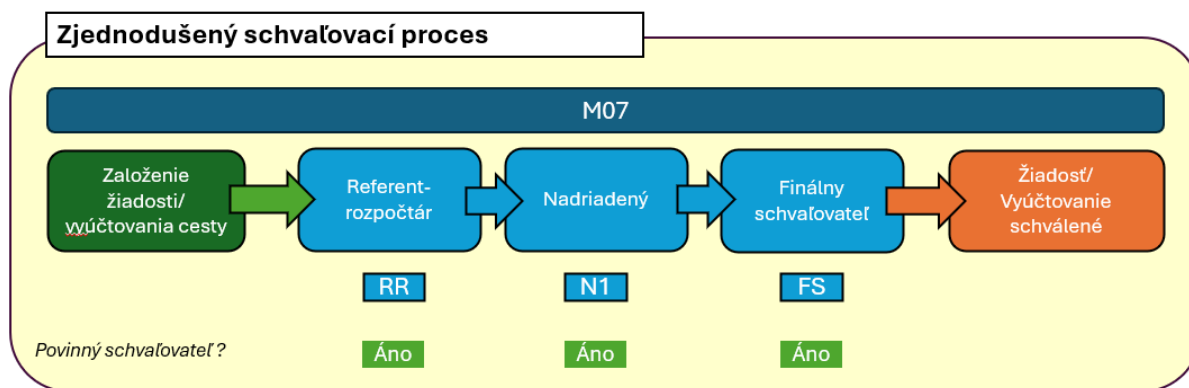 Zjednodušený schvaľovací proces
M07
Založenie
žiadosti/
vyúčtovania cesty
Referent-
rozpočtár
Nadriadený
Finálny
schvaľovateľ
Žiadosť/
Vyúčtovanie
schválené
RR
N1
FS
Povinný schvaľovateľ ?
Áno
Áno
Áno